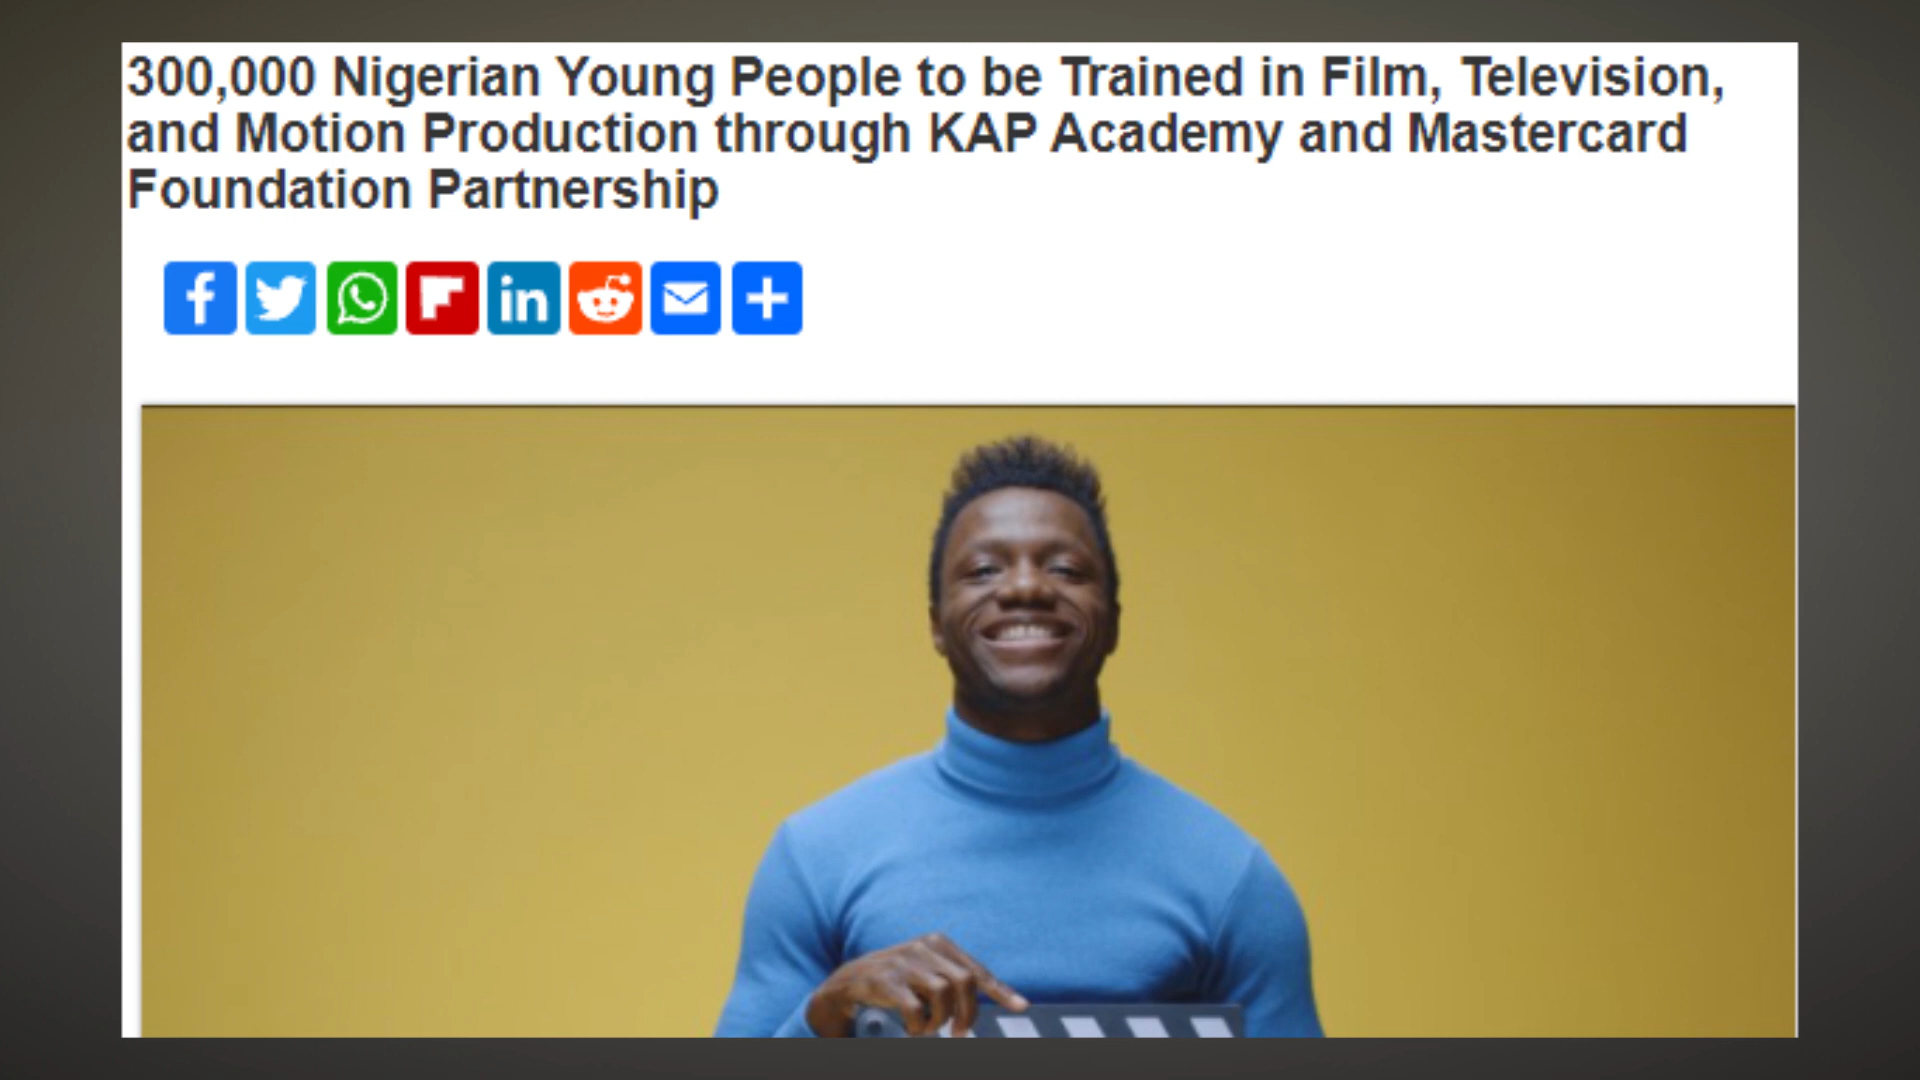 300,000 Nigerian Young People to be Trained in Film, Television,
and Motion Production through KAP Academy and Mastercard
Foundation Partnership